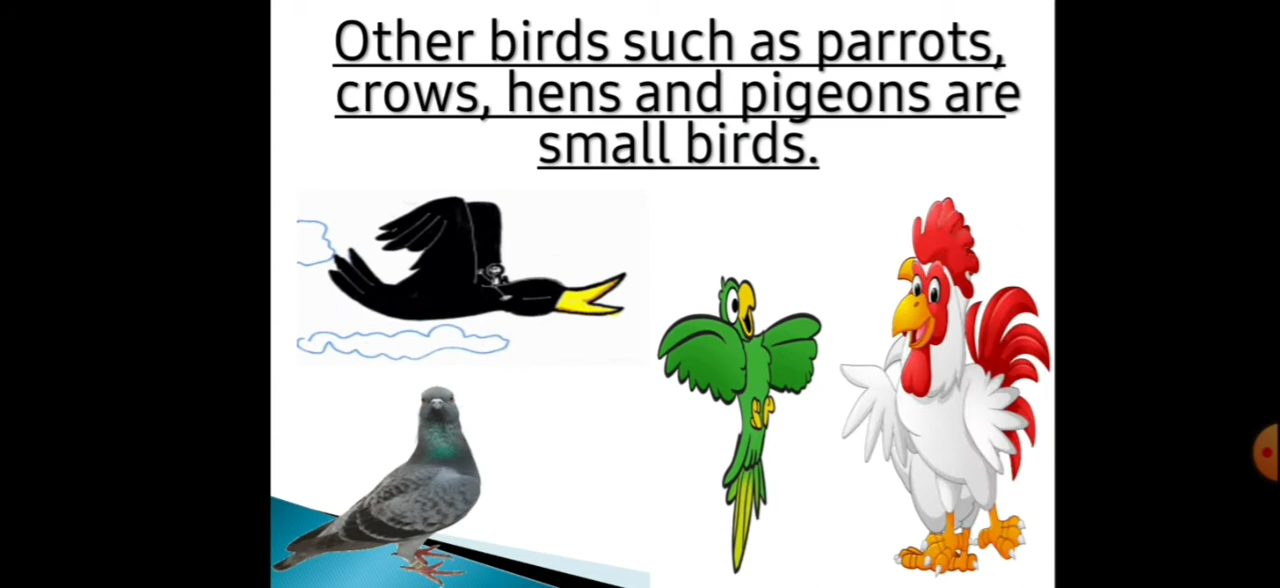 Other birds such as parrots,
crows, hens and pigeons are
small birds.